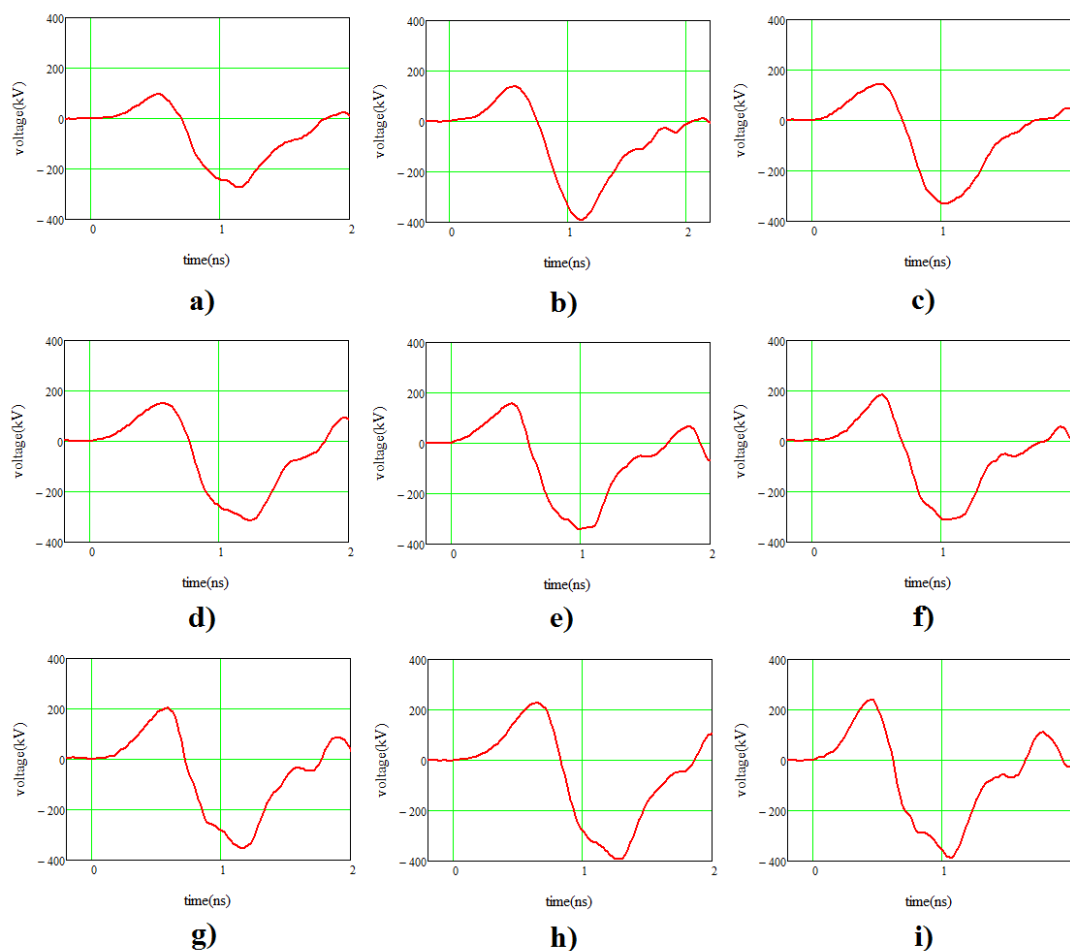 400
200
0
−200
−400
voltage(kV)
0 1 2
time(ns)
a)
400
200
0
−200
−400
voltage(kV)
0 1 2
time(ns)
b)
400
200
0
−200
−400
voltage(kV)
0 1
time(ns)
c)
400
200
0
−200
−400
voltage(kV)
0 1 2
time(ns)
d)
400
200
0
−200
−400
voltage(kV)
0 1 2
time(ns)
e)
400
200
0
−200
−400
voltage(kV)
0 1
time(ns)
f)
400
200
0
−200
−400
voltage(kV)
0 1 2
time(ns)
g)
400
200
0
−200
−400
voltage(kV)
0 1 2
time(ns)
h)
400
200
0
−200
−400
voltage(kV)
0 1
time(ns)
i)